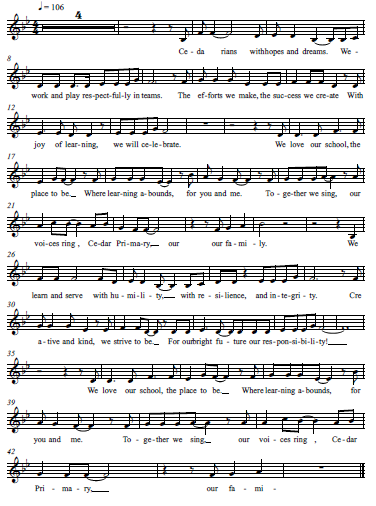 ♩ = 106
4
4
4
Ce - da rians withhopes and dreams. We -
8
work and play res-pect-ful-ly in teams. The ef-forts we make, the suc-cess we cre-ate With
12
joy of lear-ning, we will ce-le-brate. We love our school, the
17
place to be. Where lear-ning a-bounds, for you and me. To - ge-ther we sing, our
21
voi-ces ring , Ce-dar Pri-ma-ry, our our fa-mi - ly. We
26
learn and serve with hu-mi-li-ty, with re - si-lience, and in-te-gri - ty. Cre
30
a-tive and kind, we strive to be. For ourbright fu - ture our res-pon-si-bi-li-ty!
35
We love our school, the place to be. Where lear-ning a-bounds, for
39
you and me. To - ge-ther we sing, our voi - ces ring , Ce-dar
42
Pri - ma-ry, our fa - mi -